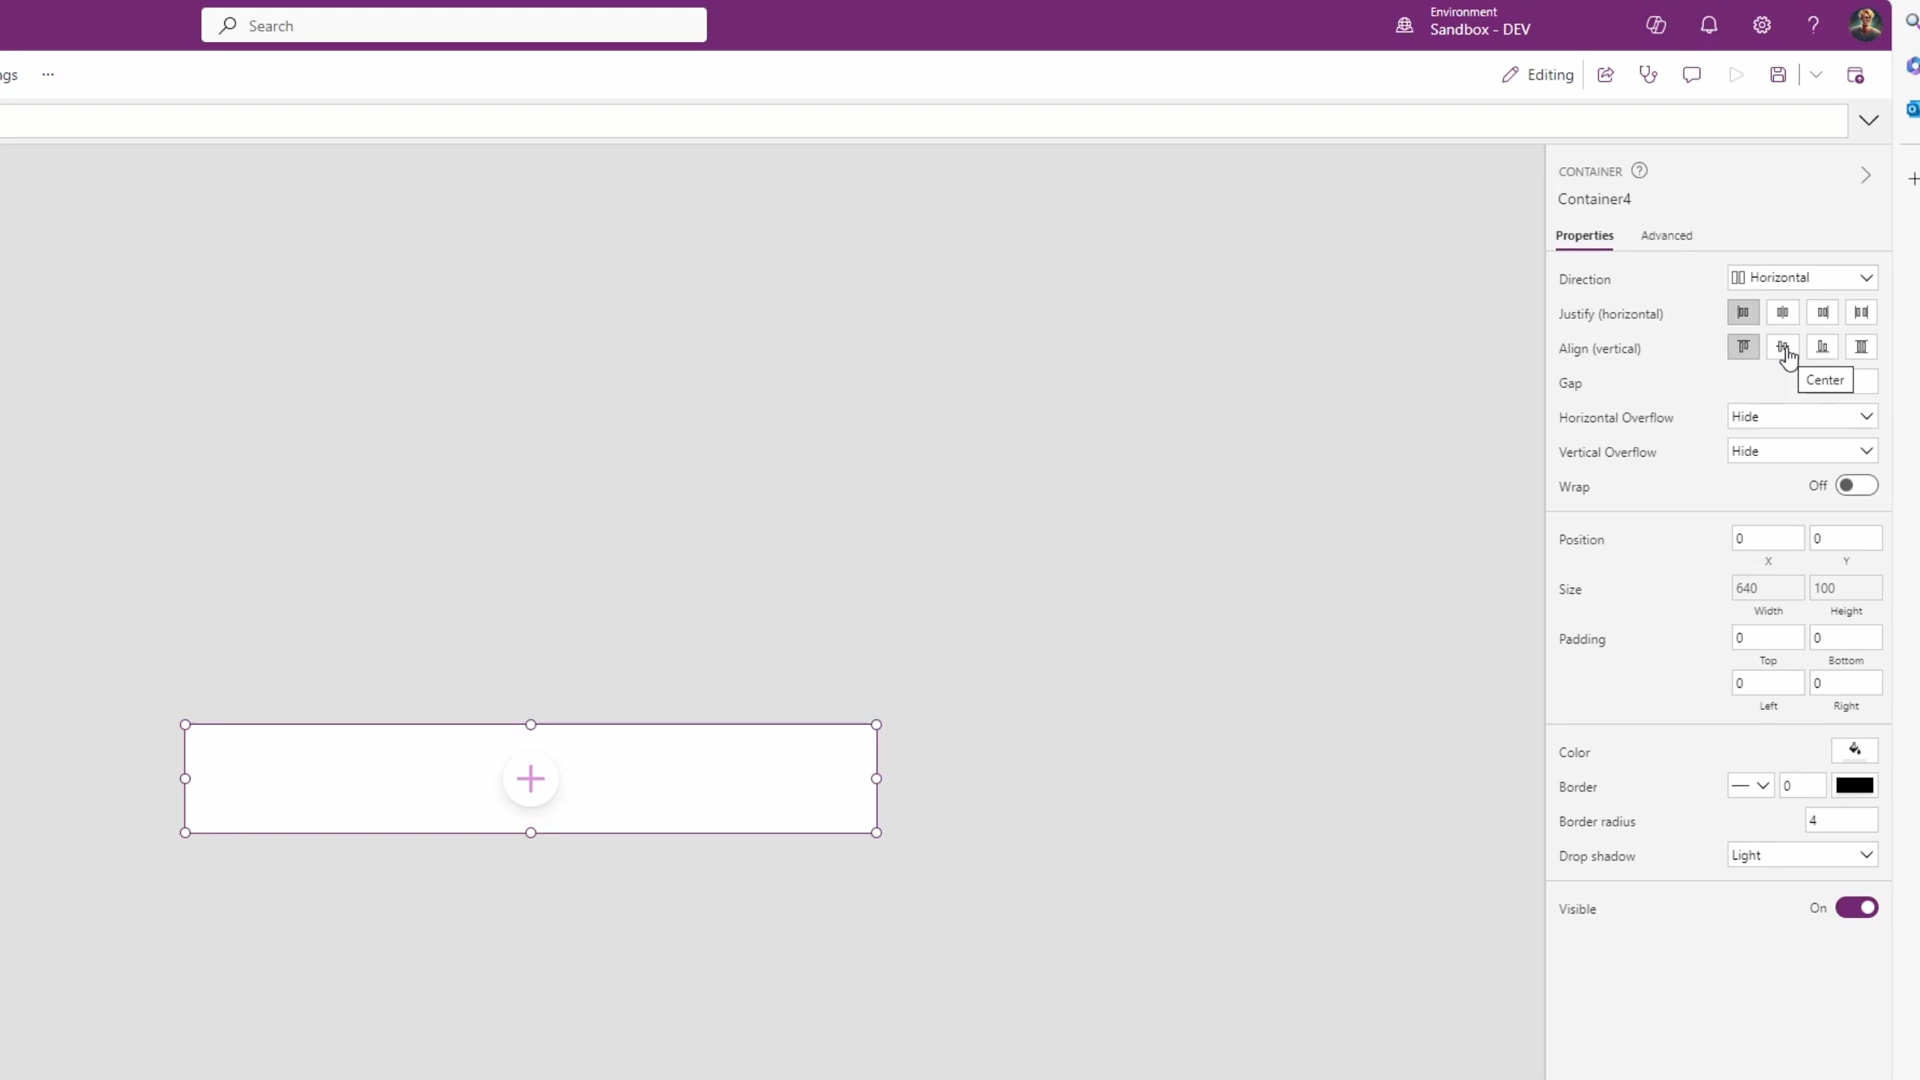 Search
Environment
Sandbox - DEV
ngs
Editing
CONTAINER
Container4
Properties
Advanced
Direction
Horizontal
Justify (horizontal)
Align (vertical)
Gap
Center
Horizontal Overflow
Hide
Vertical Overflow
Hide
Wrap
Off
Position
0
0
X
Y
Size
640
100
Width
Height
Padding
0
0
Top
Bottom
0
0
Left
Right
Color
Border
0
Border radius
4
Drop shadow
Light
Visible
On